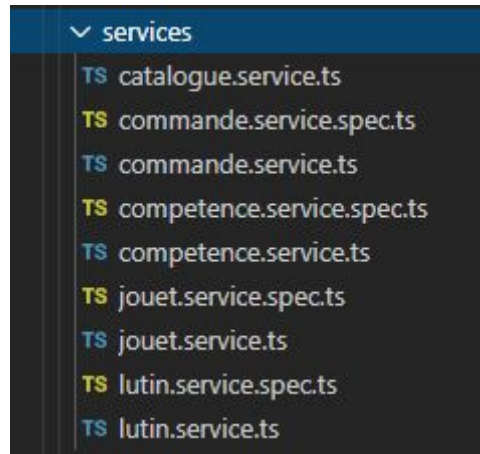 services
TS catalogue.service.ts
TS commande.service.spec.ts
TS commande.service.ts
TS competence.service.spec.ts
TS competence.service.ts
TS jouet.service.spec.ts
TS jouet.service.ts
TS lutin.service.spec.ts
TS lutin.service.ts